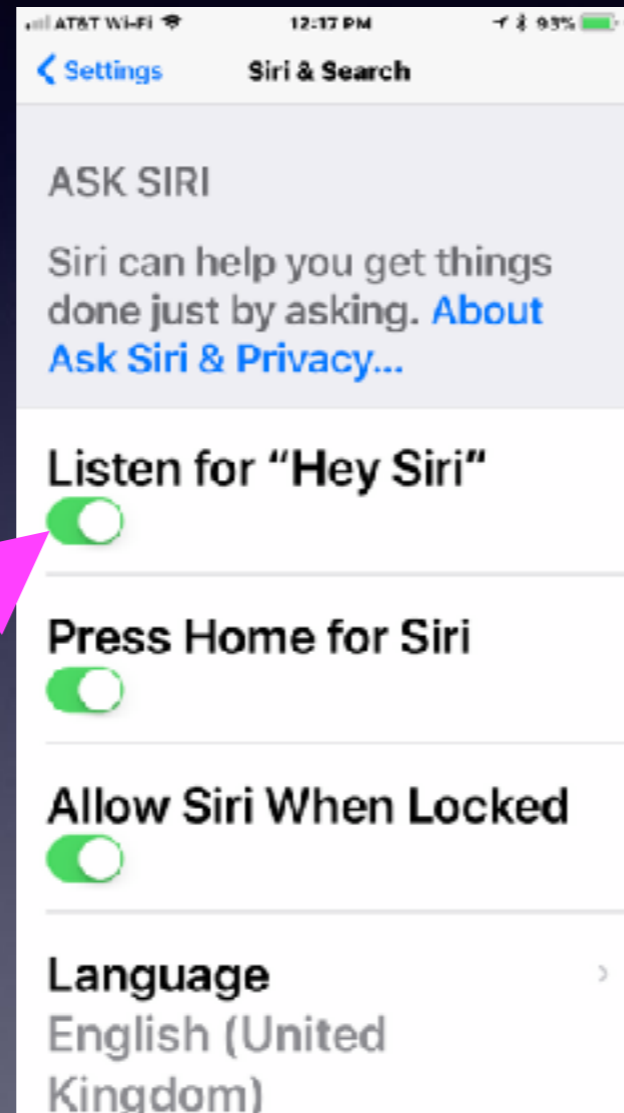 AT&T Wi-Fi 12:17 PM 93%
Settings Siri & Search
ASK SIRI
Siri can help you get things
done just by asking. About
Ask Siri & Privacy...
Listen for “Hey Siri”
Press Home for Siri
Allow Siri When Locked
Language
English (United
Kingdom)